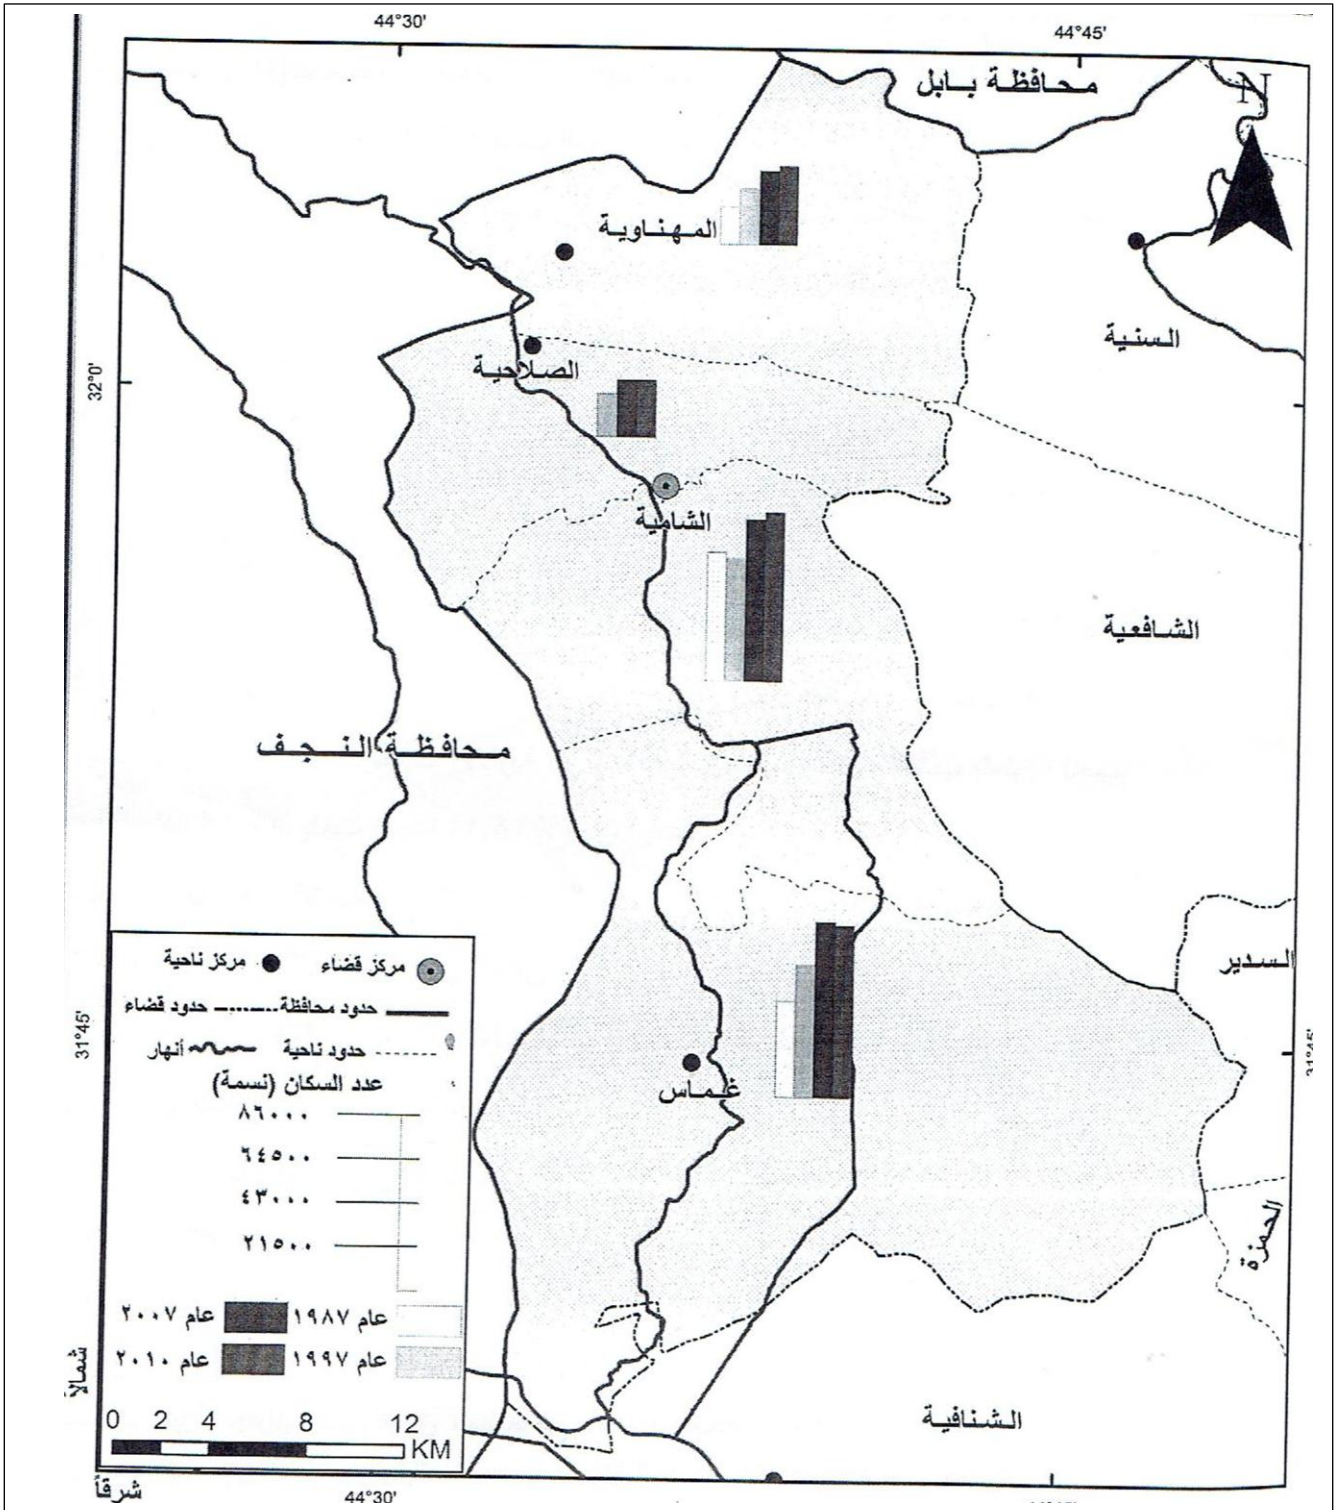 44°30'
44°45'
محافظة بابل
N
المهناوية
السنية
32°0'
الصلاحية
الشامية
الشافعية
محافظة النجف
السدير
31°45'
31°45'
غماس
الحمزة
الشنافية
مركز قضاء
مركز ناحية
حدود محافظة
حدود قضاء
حدود ناحية
أنهار
عدد السكان (نسمة)
٨٦٠٠٠
٦٤٥٠٠
٤٣٠٠٠
٢١٥٠٠
عام ١٩٨٧
عام ٢٠٠٧
عام ١٩٩٧
عام ٢٠١٠
0 2 4 8 12
KM
شمالاً
شرقاً
44°30'